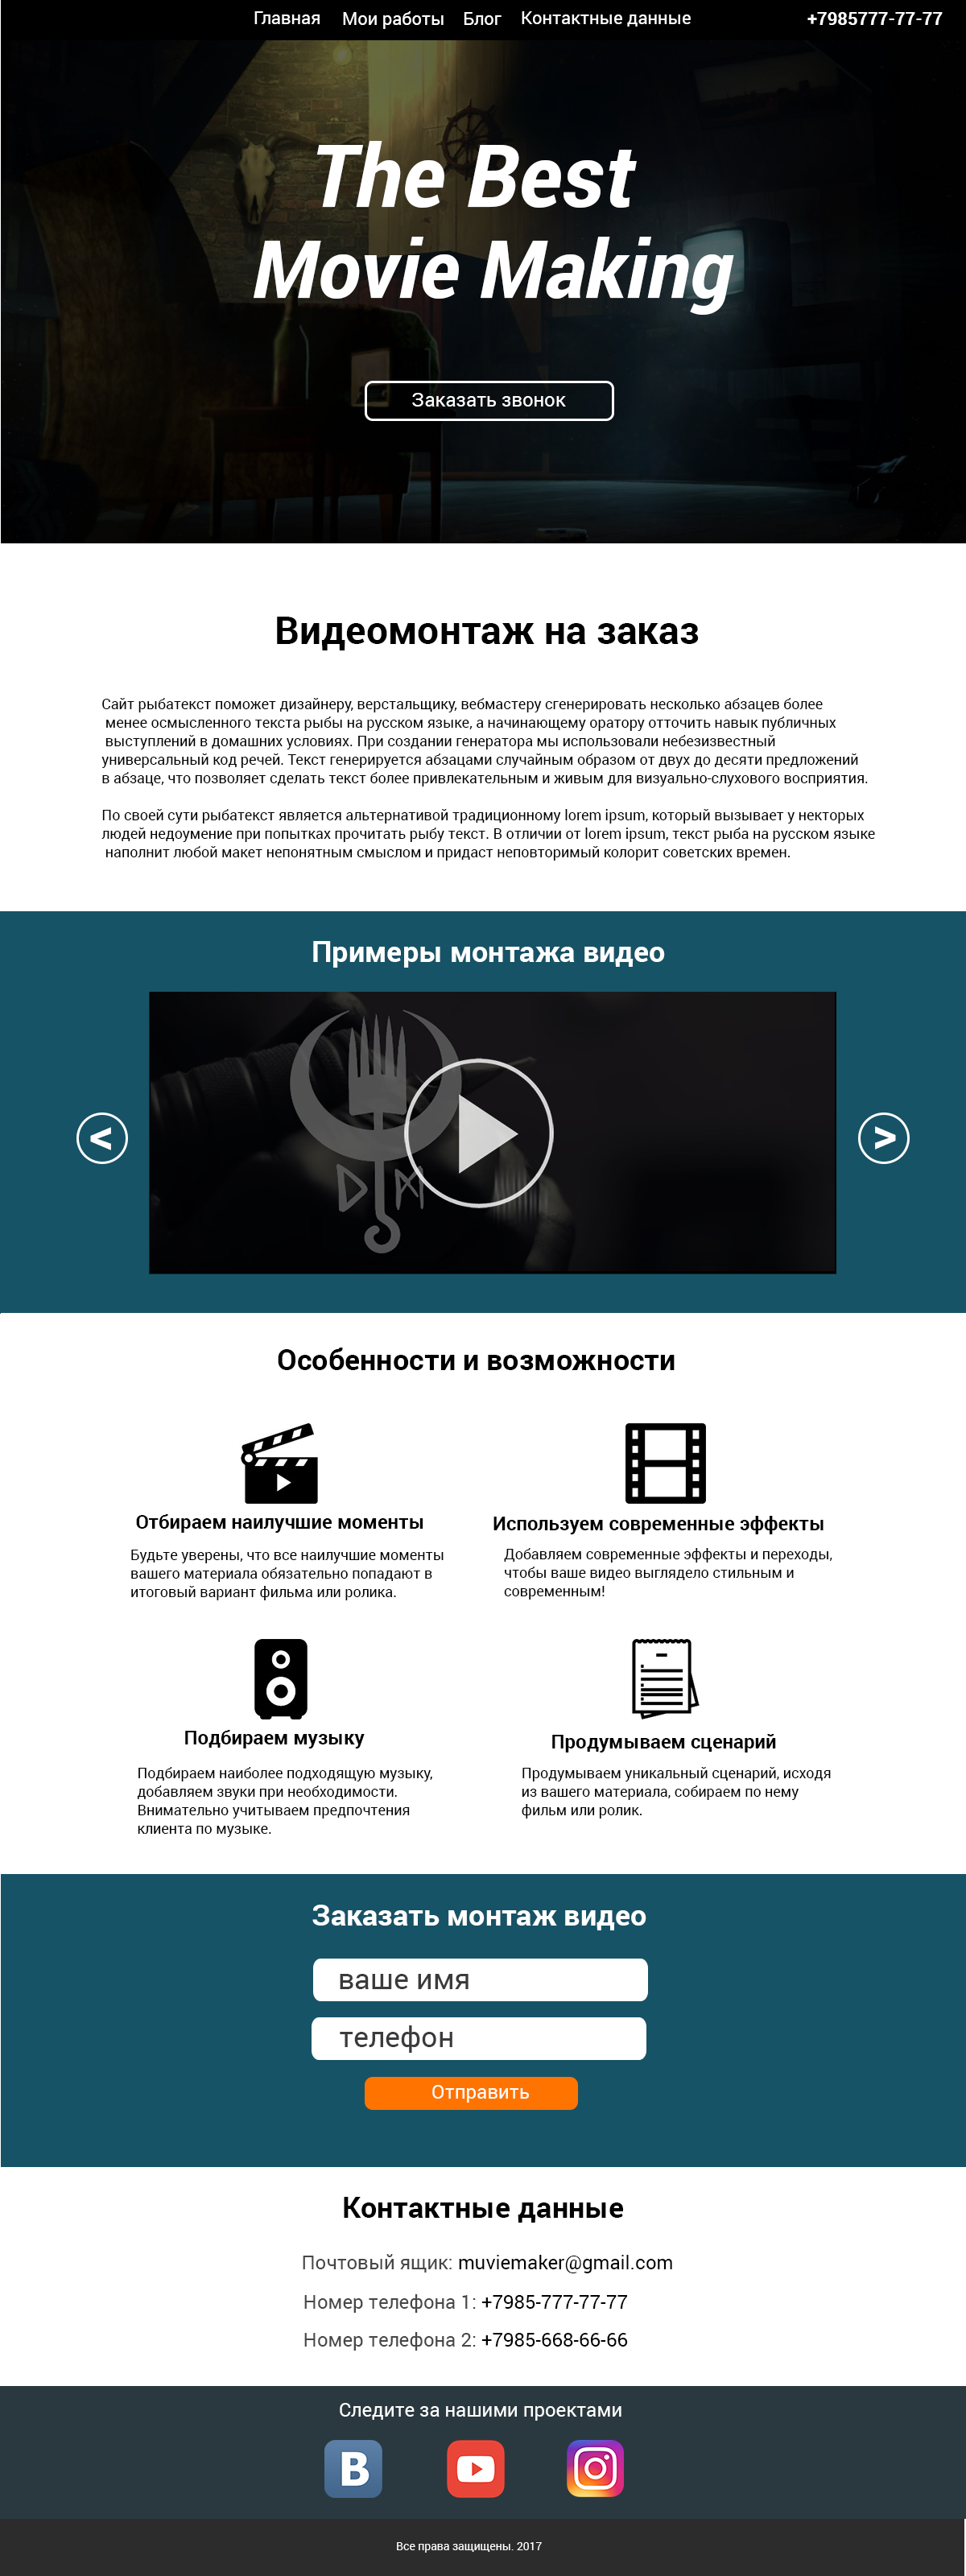 Главная Мои работы Блог Контактные данные +7985777-77-77
The Best
Movie Making
Заказать звонок
Видеомонтаж на заказ
Сайт рыбатекст поможет дизайнеру, верстальщику, вебмастеру сгенерировать несколько абзацев более
менее осмысленного текста рыбы на русском языке, а начинающему оратору отточить навык публичных
выступлений в домашних условиях. При создании генератора мы использовали небезизвестный
универсальный код речей. Текст генерируется абзацами случайным образом от двух до десяти предложений
в абзаце, что позволяет сделать текст более привлекательным и живым для визуально-слухового восприятия.
По своей сути рыбатекст является альтернативой традиционному lorem ipsum, который вызывает у некторых
людей недоумение при попытках прочитать рыбу текст. В отличии от lorem ipsum, текст рыба на русском языке
наполнит любой макет непонятным смыслом и придаст неповторимый колорит советских времен.
Примеры монтажа видео
< >
Особенности и возможности
Отбираем наилучшие моменты
Будьте уверены, что все наилучшие моменты
вашего материала обязательно попадают в
итоговый вариант фильма или ролика.
Используем современные эффекты
Добавляем современные эффекты и переходы,
чтобы ваше видео выглядело стильным и
современным!
Подбираем музыку
Подбираем наиболее подходящую музыку,
добавляем звуки при необходимости.
Внимательно учитываем предпочтения
клиента по музыке.
Продумываем сценарий
Продумываем уникальный сценарий, исходя
из вашего материала, собираем по нему
фильм или ролик.
Заказать монтаж видео
ваше имя
телефон
Отправить
Контактные данные
Почтовый ящик: muviemaker@gmail.com
Номер телефона 1: +7985-777-77-77
Номер телефона 2: +7985-668-66-66
Следите за нашими проектами
B
Все права защищены. 2017